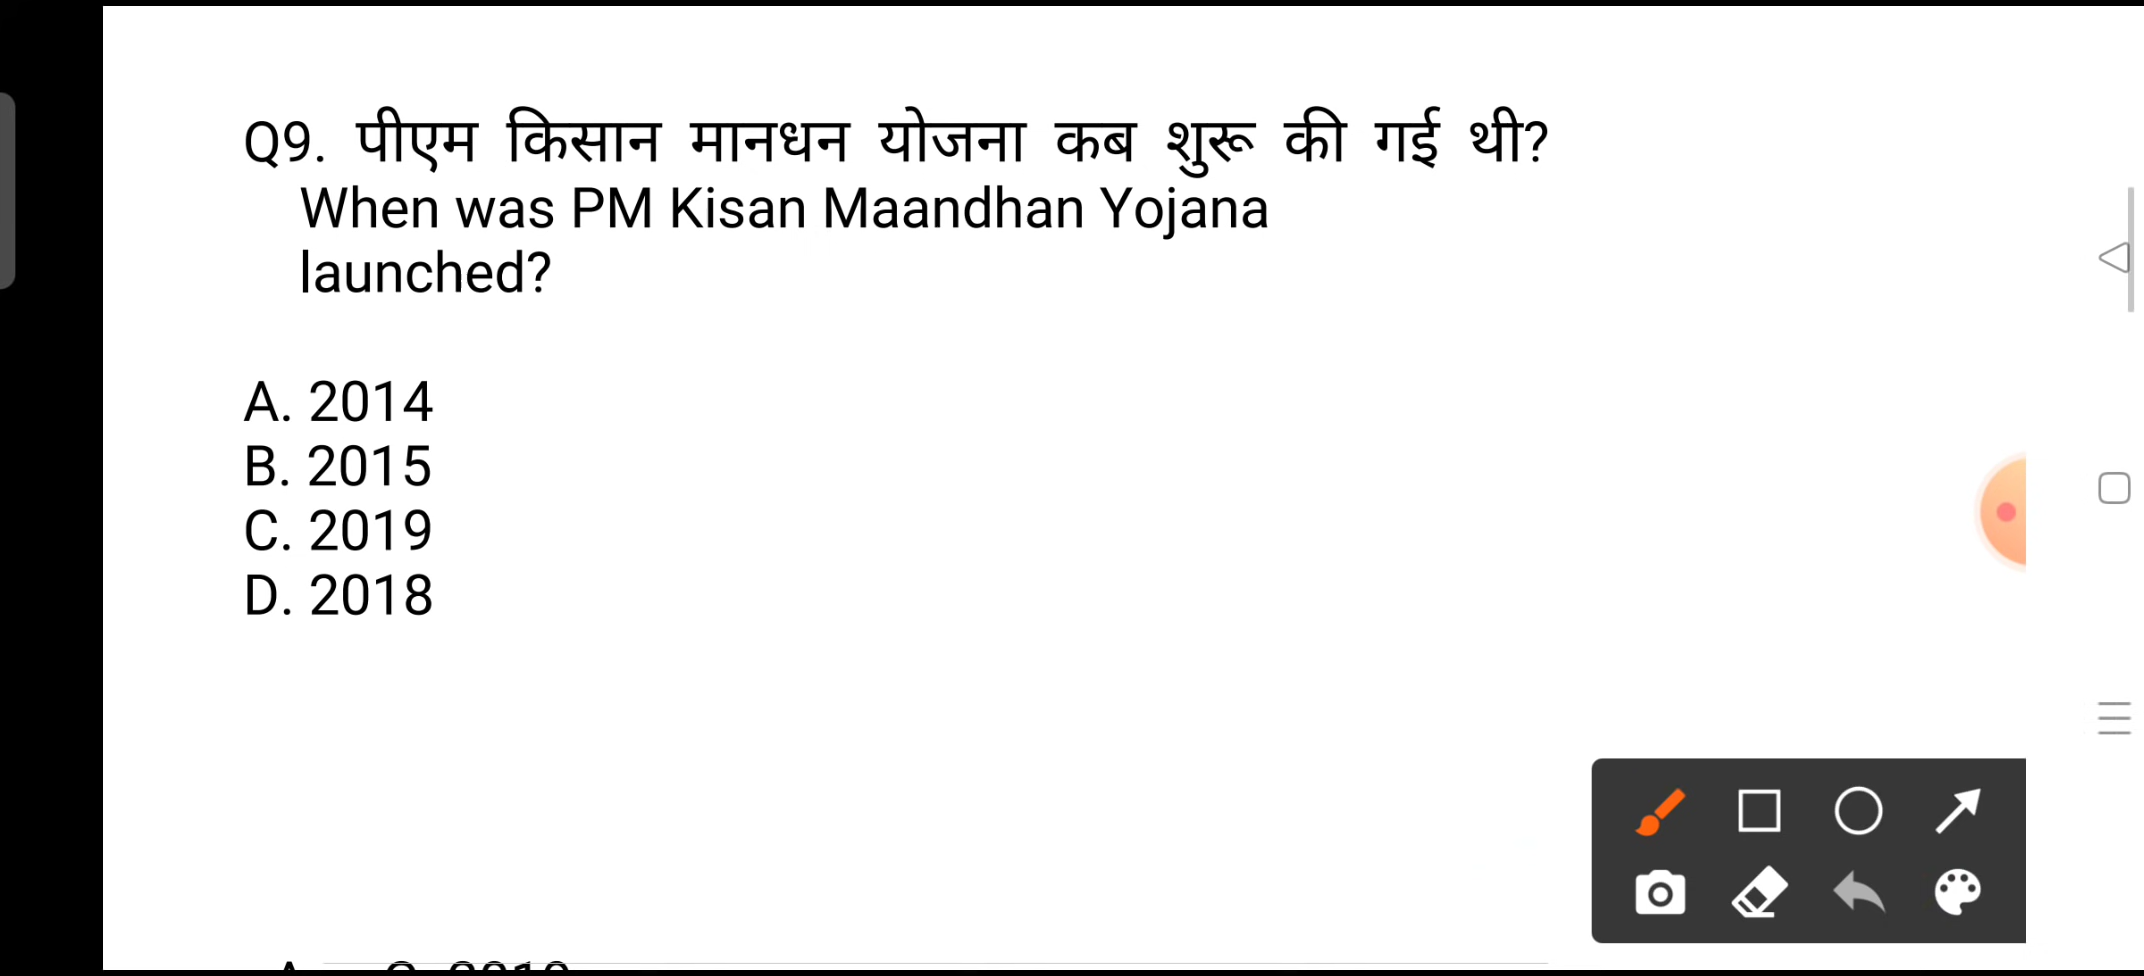 Q9. पीएम किसान मानधन योजना कब शुरू की गई थी?
When was PM Kisan Maandhan Yojana
launched?
A. 2014
B. 2015
C. 2019
D. 2018